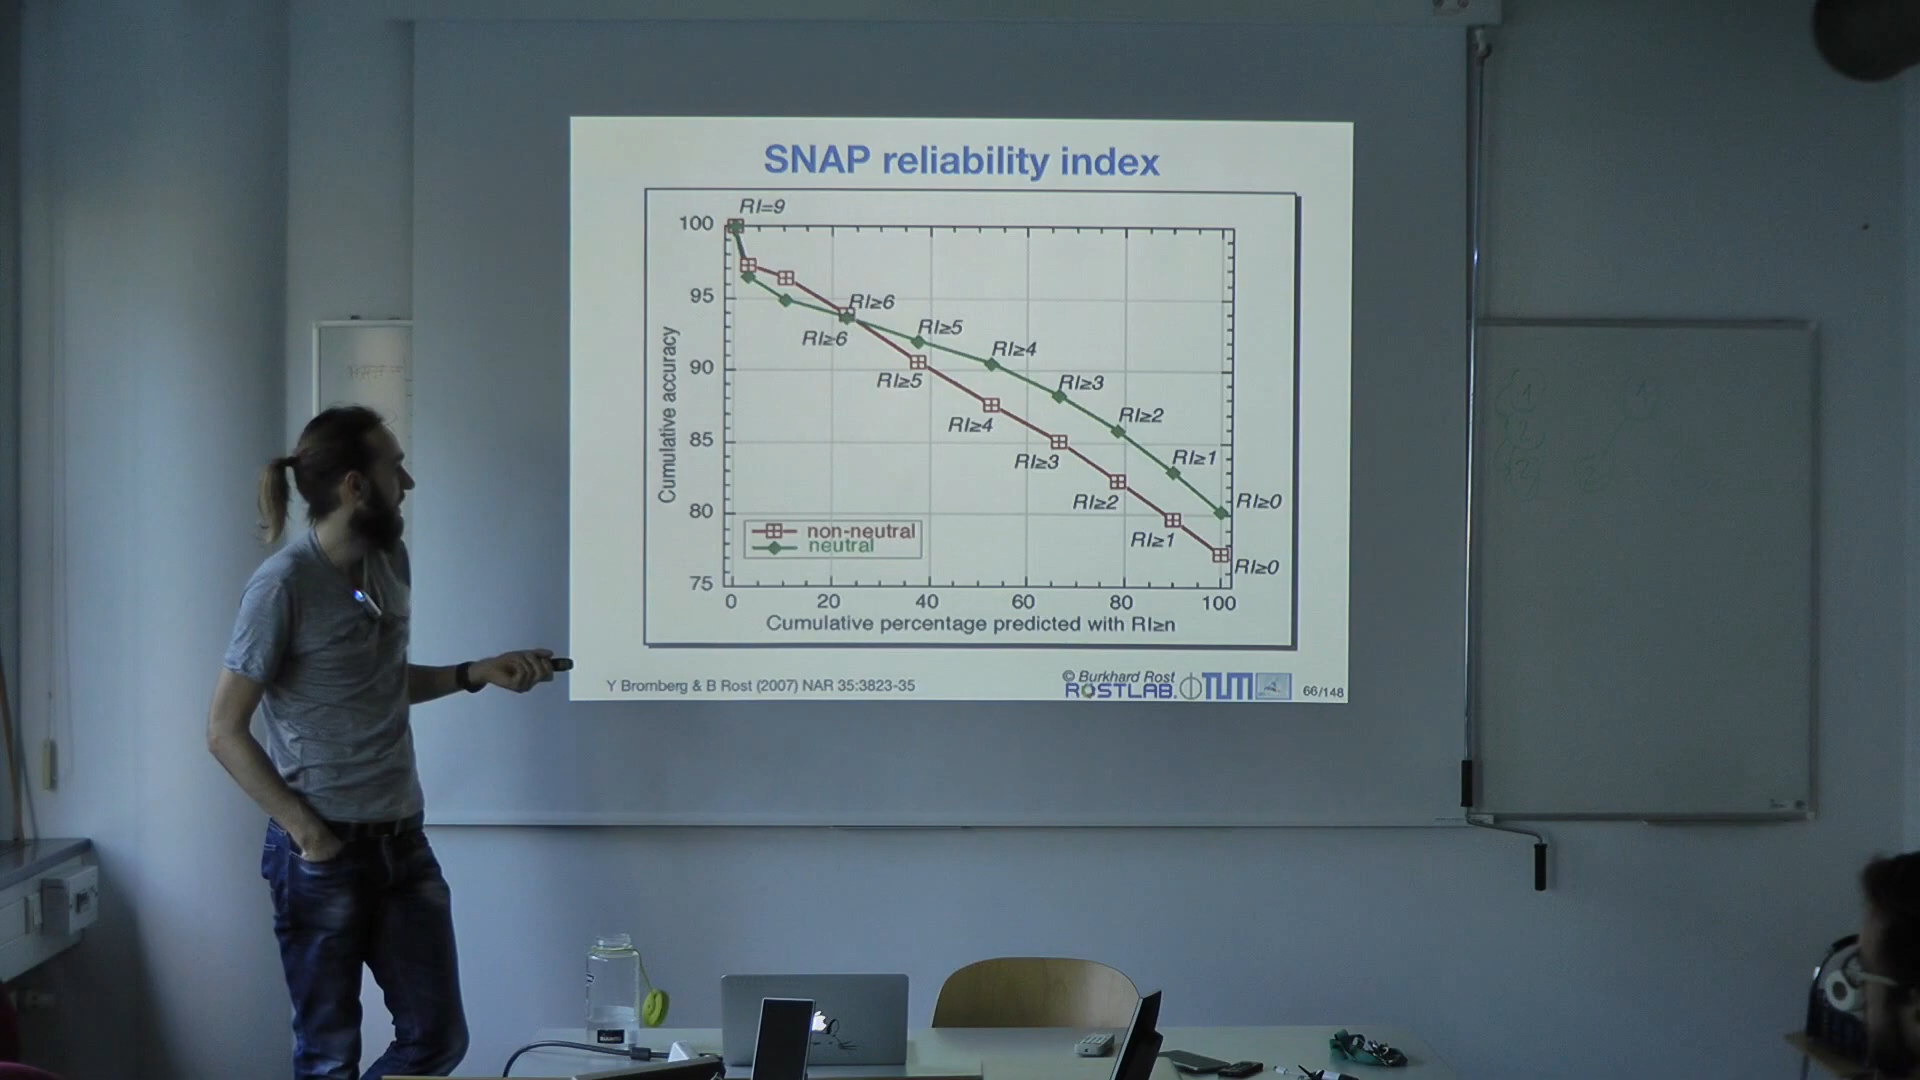 SNAP reliability index
RI=9
100
95
90
85
80
75
Cumulative accuracy
RI≥6
RI≥6
RI≥5
RI≥5
RI≥4
RI≥4
RI≥3
RI≥3
RI≥2
RI≥2
RI≥1
RI≥1
RI≥0
RI≥0
non-neutral
neutral
0 20 40 60 80 100
Cumulative percentage predicted with RI≥n
Y Bromberg & B Rost (2007) NAR 35:3823-35
© Burkhard Rost
ROSTLAB TUM
66/148